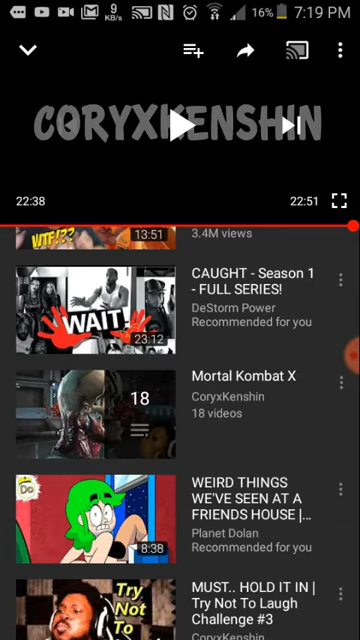 9
KB/s
16%
7:19 PM
CORYXKENSHIN
22:38
22:51
WTF!??
13:51
3.4M views
WAIT!
23:12
CAUGHT - Season 1
- FULL SERIES!
DeStorm Power
Recommended for you
18
Mortal Kombat X
CoryxKenshin
18 videos
Do
8:38
WEIRD THINGS
WE'VE SEEN AT A
FRIENDS HOUSE |...
Planet Dolan
Recommended for you
Try
Not
To
MUST.. HOLD IT IN |
Try Not To Laugh
Challenge #3
CoryxKenshin